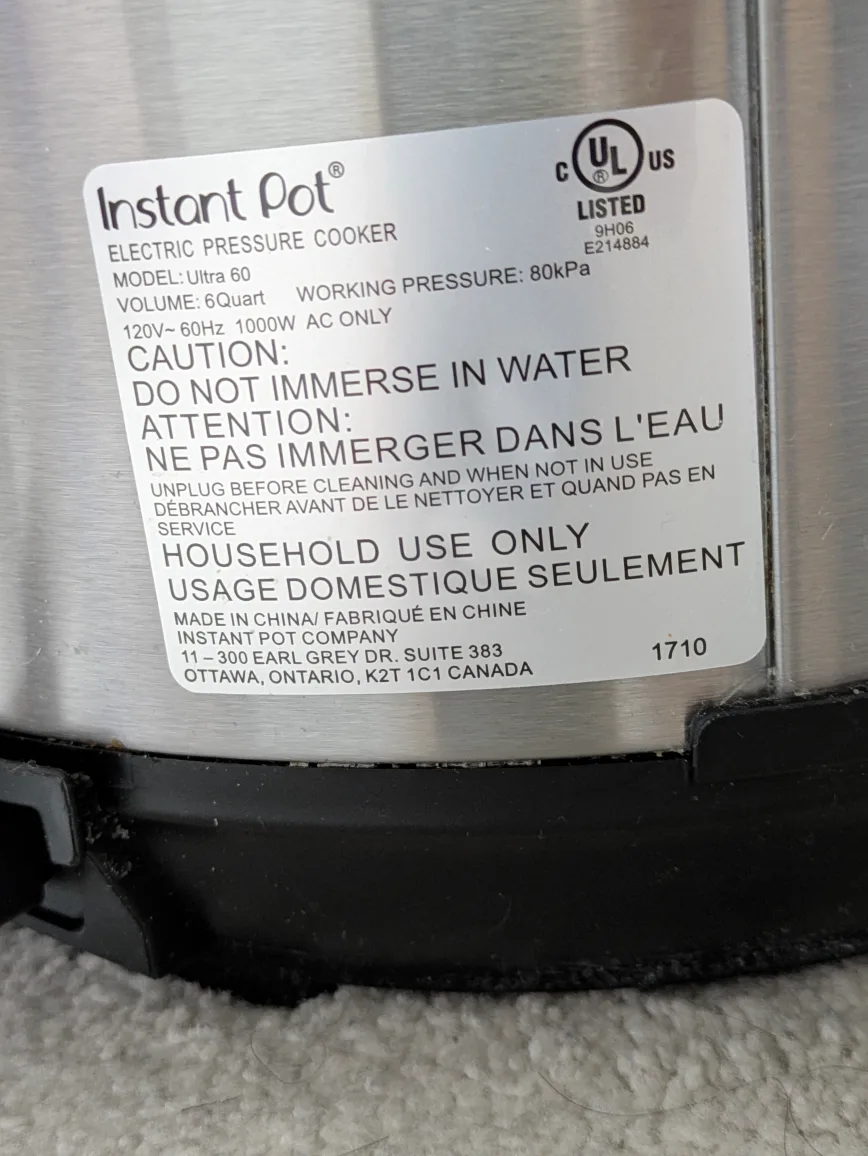 Instant Pot®
ELECTRIC PRESSURE COOKER
C UL® US
LISTED
9H06
E214884
MODEL: Ultra 60
VOLUME: 6Quart WORKING PRESSURE: 80kPa
120V~ 60Hz 1000W AC ONLY
CAUTION:
DO NOT IMMERSE IN WATER
ATTENTION:
NE PAS IMMERGER DANS L'EAU
UNPLUG BEFORE CLEANING AND WHEN NOT IN USE
DÉBRANCHER AVANT DE LE NETTOYER ET QUAND PAS EN
SERVICE
HOUSEHOLD USE ONLY
USAGE DOMESTIQUE SEULEMENT
MADE IN CHINA/ FABRIQUÉ EN CHINE
INSTANT POT COMPANY
11 – 300 EARL GREY DR. SUITE 383
OTTAWA, ONTARIO, K2T 1C1 CANADA
1710